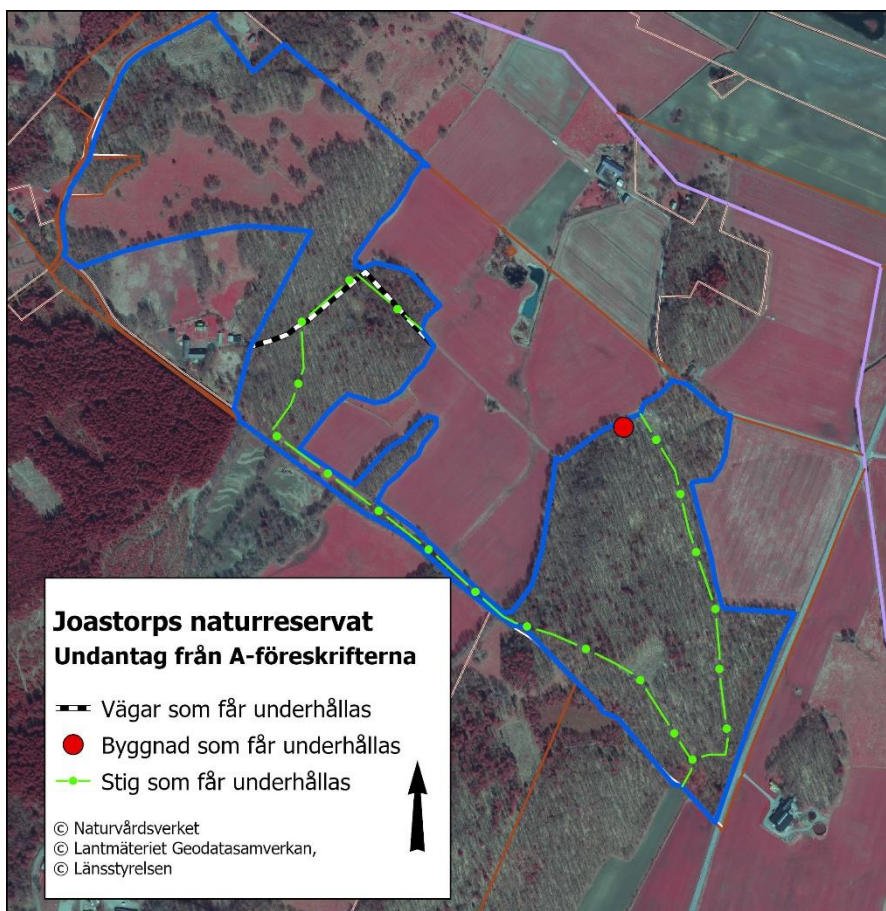 Joastorps naturreservat
Undantag från A-föreskrifterna
Vägar som får underhållas
Byggnad som får underhållas
Stig som får underhållas
© Naturvårdsverket
© Lantmäteriet Geodatasamverkan,
© Länsstyrelsen